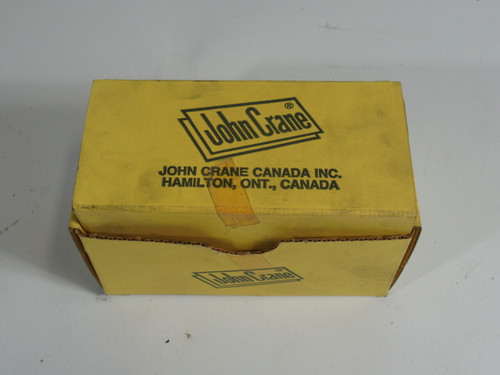 John Crane ®
JOHN CRANE CANADA INC.
HAMILTON, ONT., CANADA
John Crane